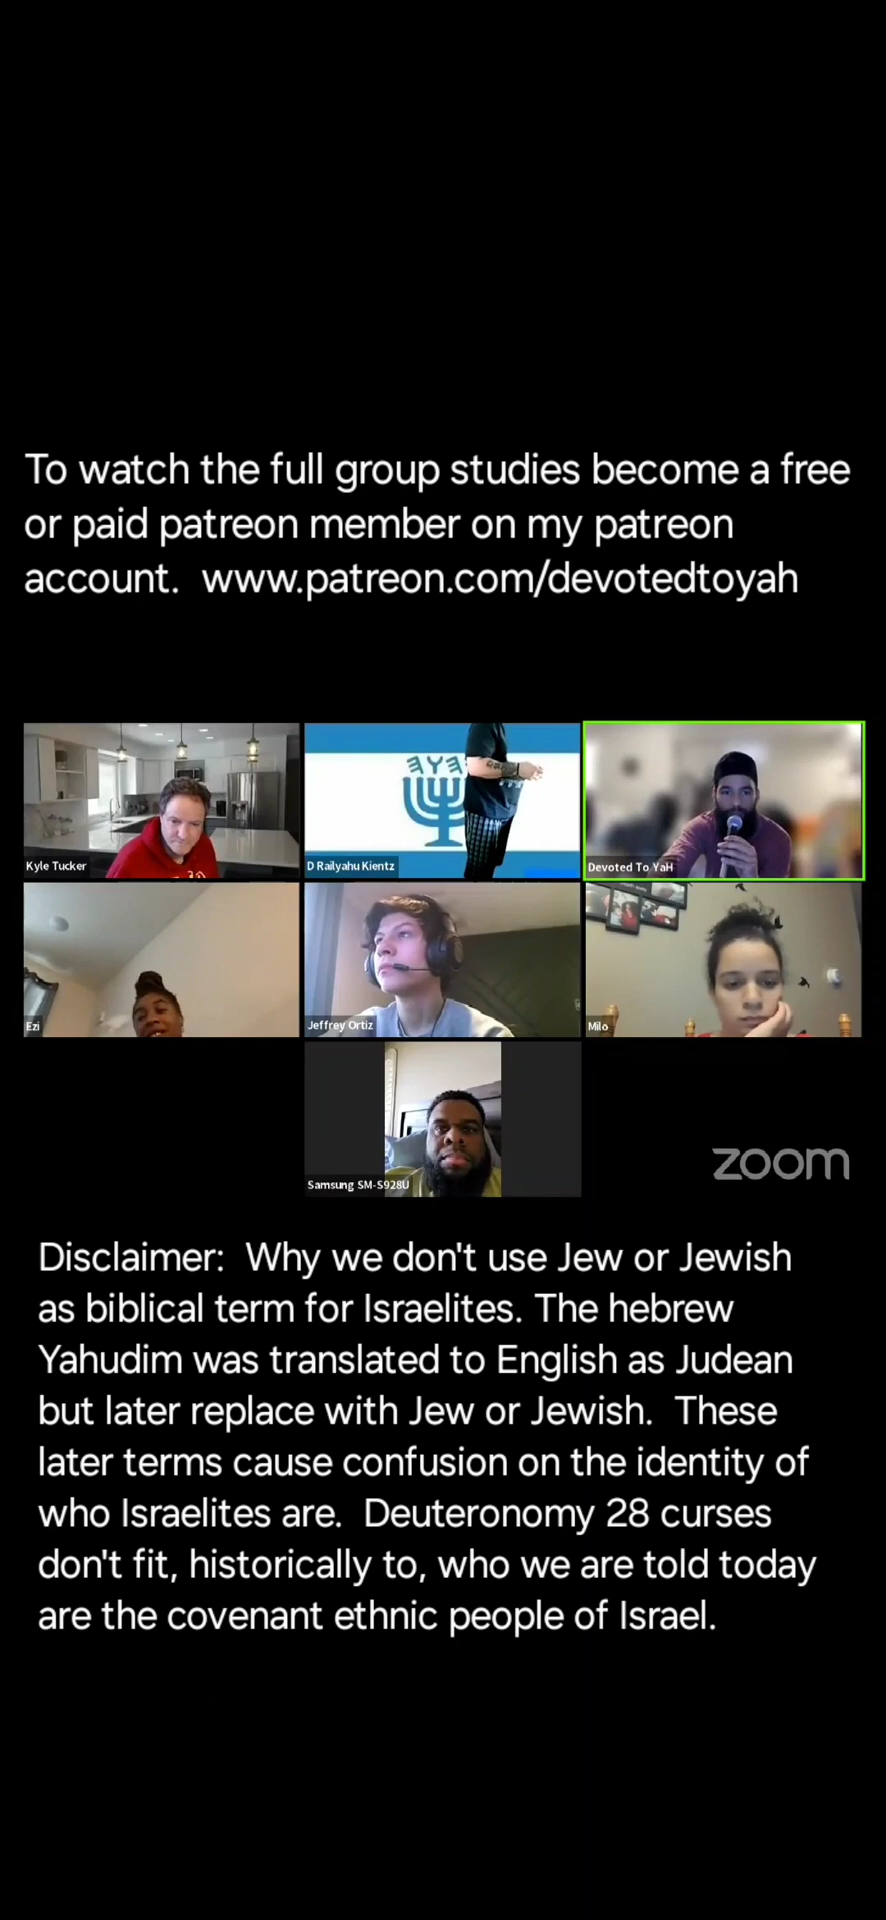 To watch the full group studies become a free
or paid patreon member on my patreon
account.  www.patreon.com/devotedtoyah
𐤉𐤄𐤅𐤄
Kyle Tucker
D Railyahu Kientz
Devoted To YaH
Ezi
Jeffrey Ortiz
Milo
Samsung SM-S928U
zoom
Disclaimer:  Why we don't use Jew or Jewish
as biblical term for Israelites. The hebrew
Yahudim was translated to English as Judean
but later replace with Jew or Jewish.  These
later terms cause confusion on the identity of
who Israelites are.  Deuteronomy 28 curses
don't fit, historically to, who we are told today
are the covenant ethnic people of Israel.